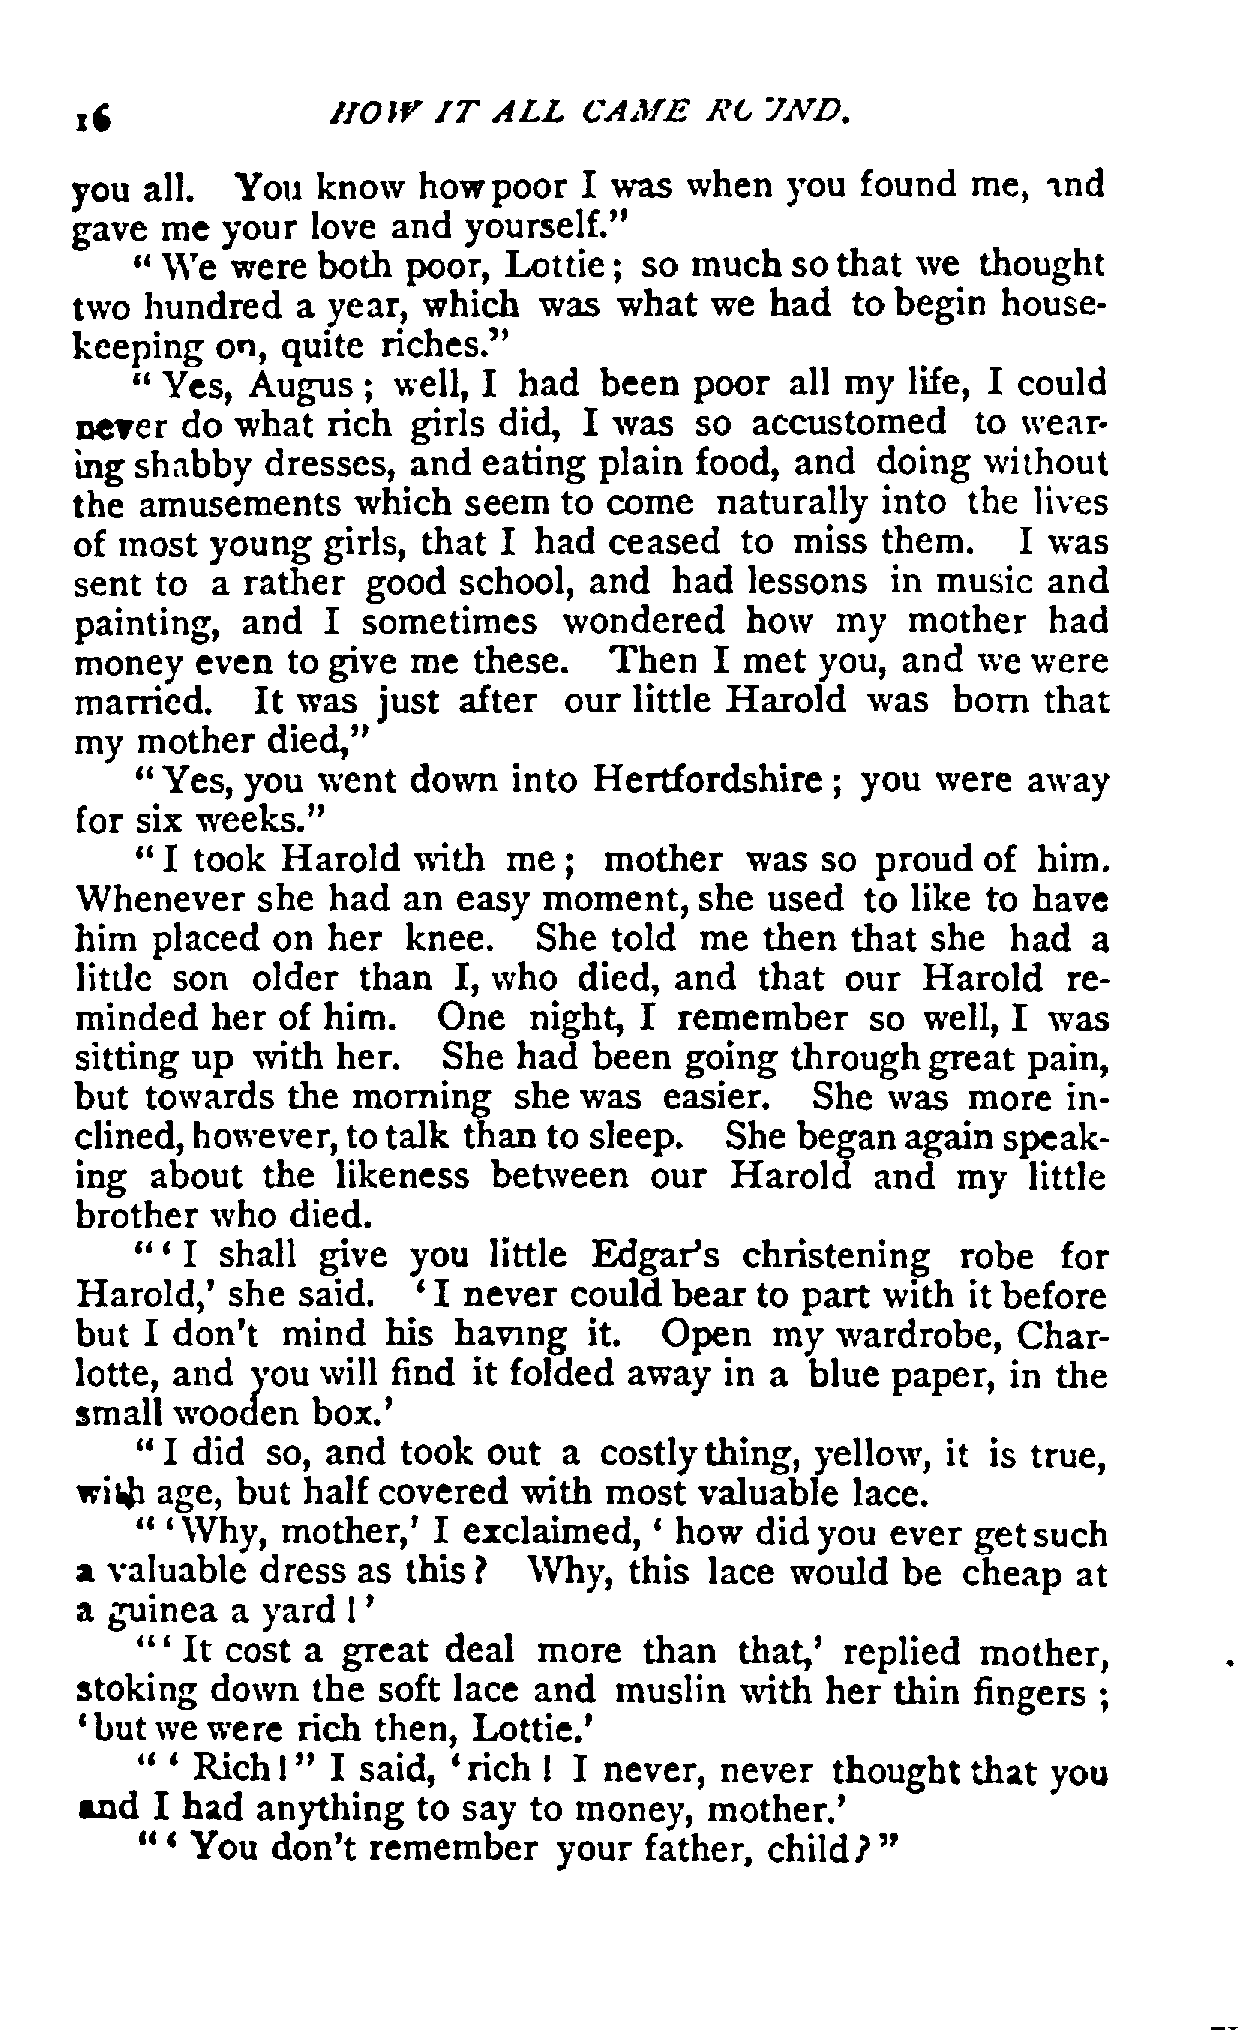 16 HOW IT ALL CAME ROUND.
you all. You know how poor I was when you found me, and
gave me your love and yourself."
"We were both poor, Lottie; so much so that we thought
two hundred a year, which was what we had to begin house-
keeping on, quite riches."
"Yes, Augus; well, I had been poor all my life, I could
never do what rich girls did, I was so accustomed to wear-
ing shabby dresses, and eating plain food, and doing without
the amusements which seem to come naturally into the lives
of most young girls, that I had ceased to miss them. I was
sent to a rather good school, and had lessons in music and
painting, and I sometimes wondered how my mother had
money even to give me these. Then I met you, and we were
married. It was just after our little Harold was born that
my mother died,"
"Yes, you went down into Hertfordshire; you were away
for six weeks."
"I took Harold with me; mother was so proud of him.
Whenever she had an easy moment, she used to like to have
him placed on her knee. She told me then that she had a
little son older than I, who died, and that our Harold re-
minded her of him. One night, I remember so well, I was
sitting up with her. She had been going through great pain,
but towards the morning she was easier. She was more in-
clined, however, to talk than to sleep. She began again speak-
ing about the likeness between our Harold and my little
brother who died.
"'I shall give you little Edgar's christening robe for
Harold,' she said. 'I never could bear to part with it before
but I don't mind his having it. Open my wardrobe, Char-
lotte, and you will find it folded away in a blue paper, in the
small wooden box.'
"I did so, and took out a costly thing, yellow, it is true,
with age, but half covered with most valuable lace.
"'Why, mother,' I exclaimed, 'how did you ever get such
a valuable dress as this? Why, this lace would be cheap at
a guinea a yard!'
"'It cost a great deal more than that,' replied mother,
stoking down the soft lace and muslin with her thin fingers;
'but we were rich then, Lottie.'
"'Rich!" I said, 'rich! I never, never thought that you
and I had anything to say to money, mother.'
"'You don't remember your father, child?"